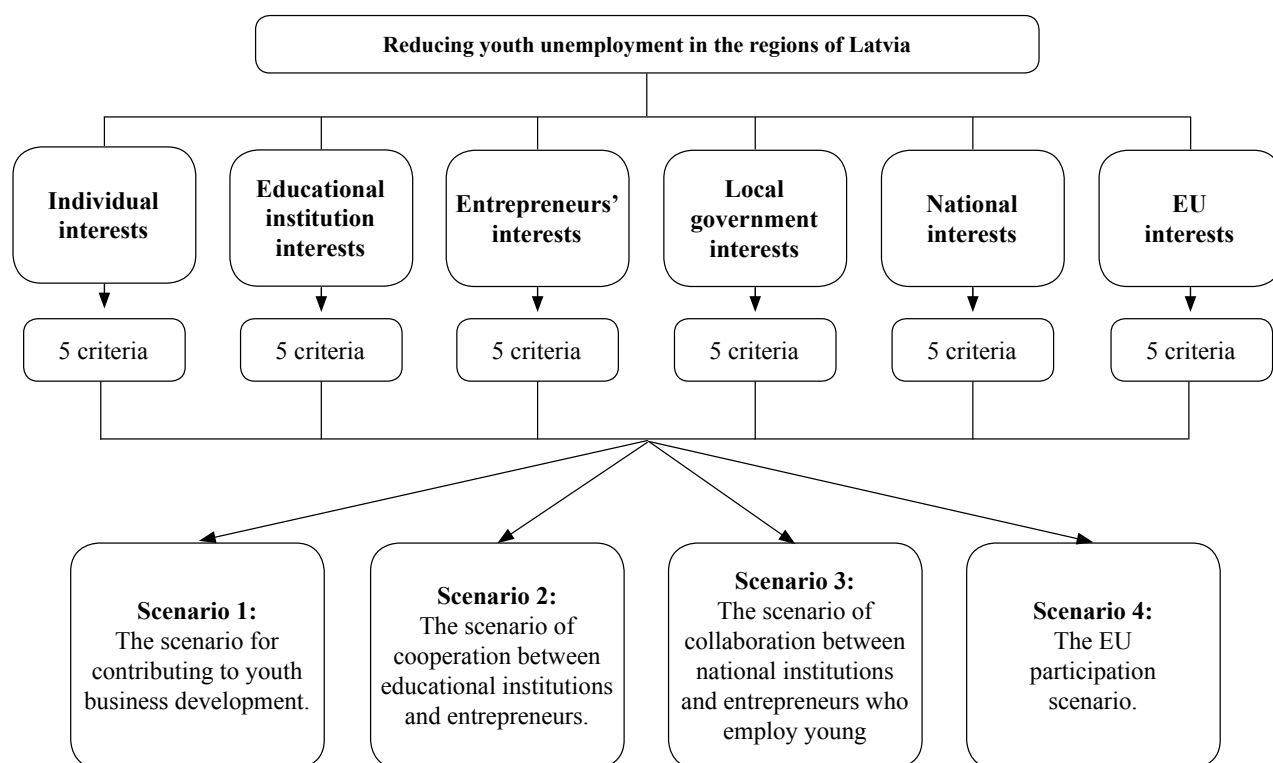 Reducing youth unemployment in the regions of Latvia
Individual
interests
Educational
institution
interests
Entrepreneurs’
interests
Local
government
interests
National
interests
EU
interests
5 criteria
5 criteria
5 criteria
5 criteria
5 criteria
5 criteria
Scenario 1:
The scenario for
contributing to youth
business development.
Scenario 2:
The scenario of
cooperation between
educational institutions
and entrepreneurs.
Scenario 3:
The scenario of
collaboration between
national institutions
and entrepreneurs who
employ young
Scenario 4:
The EU
participation
scenario.